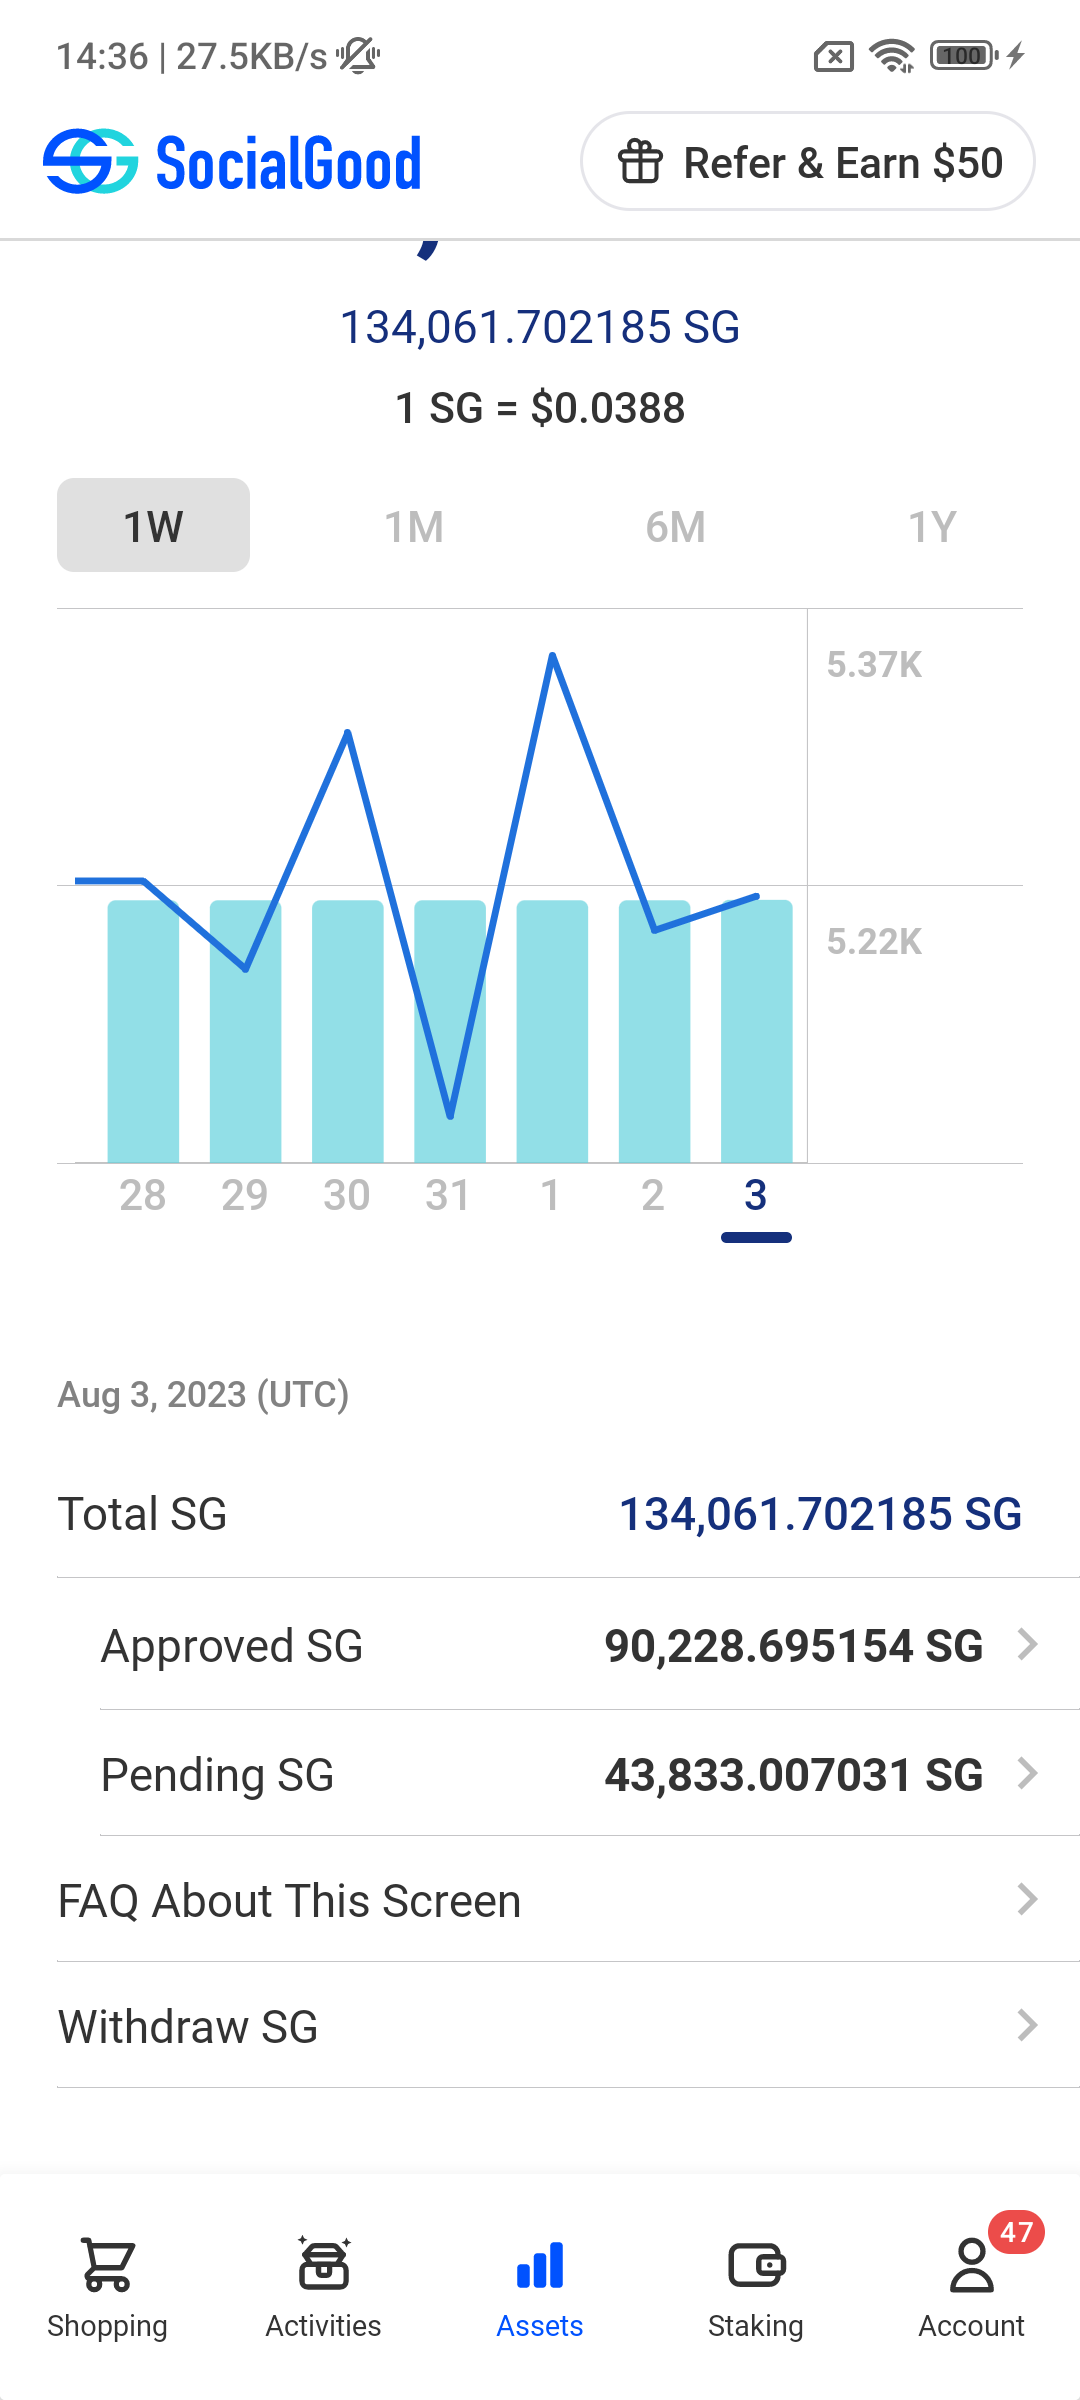 14:36 | 27.5KB/s
100
SocialGood
Refer & Earn $50
134,061.702185 SG
1 SG = $0.0388
1W 1M 6M 1Y
5.37K
5.22K
28 29 30 31 1 2 3
Aug 3, 2023 (UTC)
Total SG 134,061.702185 SG
Approved SG 90,228.695154 SG
Pending SG 43,833.007031 SG
FAQ About This Screen
Withdraw SG
47
Shopping Activities Assets Staking Account